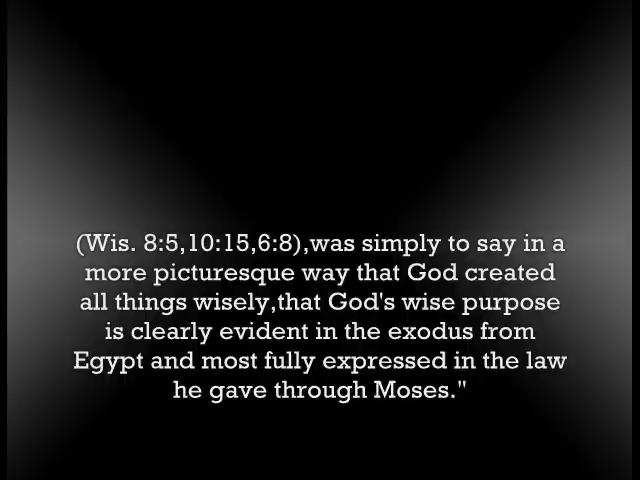 (Wis. 8:5,10:15,6:8),was simply to say in a
more picturesque way that God created
all things wisely,that God's wise purpose
is clearly evident in the exodus from
Egypt and most fully expressed in the law
he gave through Moses."